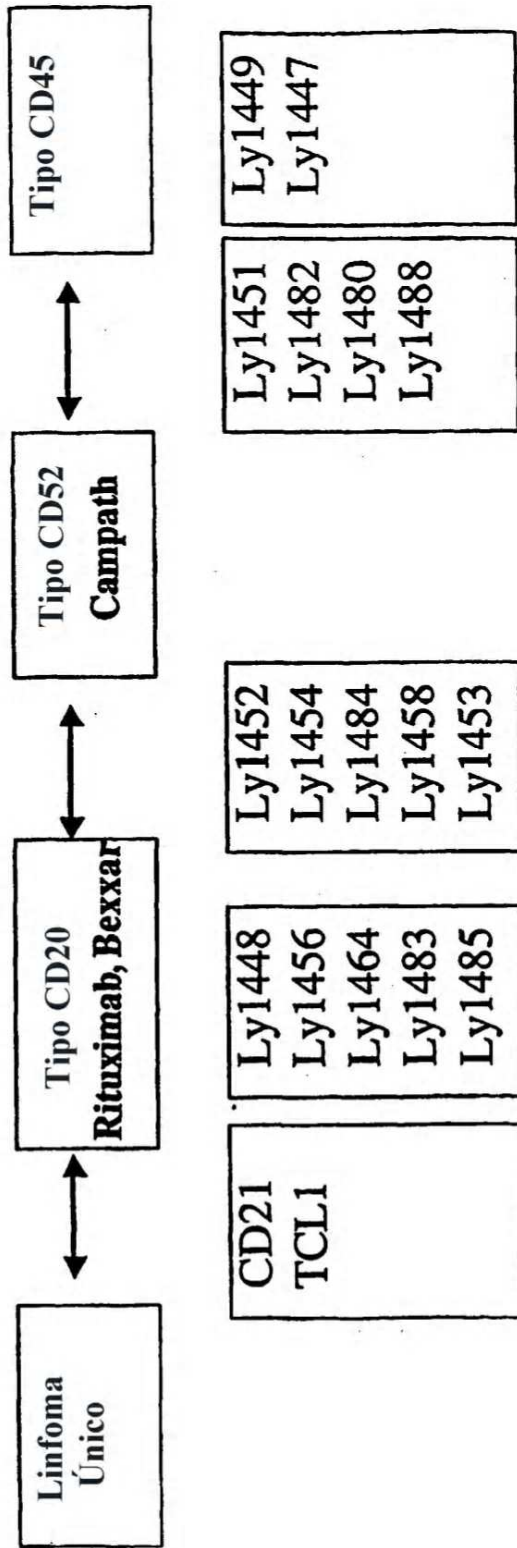 Linfoma
Único
Tipo CD20
Rituximab, Bexxar
Tipo CD52
Campath
Tipo CD45
CD21
TCL1
Ly1448
Ly1456
Ly1464
Ly1483
Ly1485
Ly1452
Ly1454
Ly1484
Ly1458
Ly1453
Ly1451
Ly1482
Ly1480
Ly1488
Ly1449
Ly1447